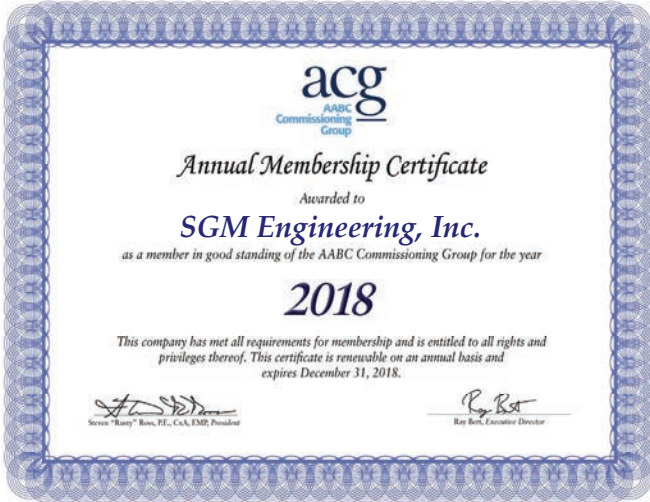 acg
AABC
Commissioning
Group
Annual Membership Certificate
Awarded to
SGM Engineering, Inc.
as a member in good standing of the AABC Commissioning Group for the year
2018
This company has met all requirements for membership and is entitled to all rights and
privileges thereof. This certificate is renewable on an annual basis and
expires December 31, 2018.
Steven "Rusty" Ross, P.E., CxA, EMP, President
Ray Bert, Executive Director